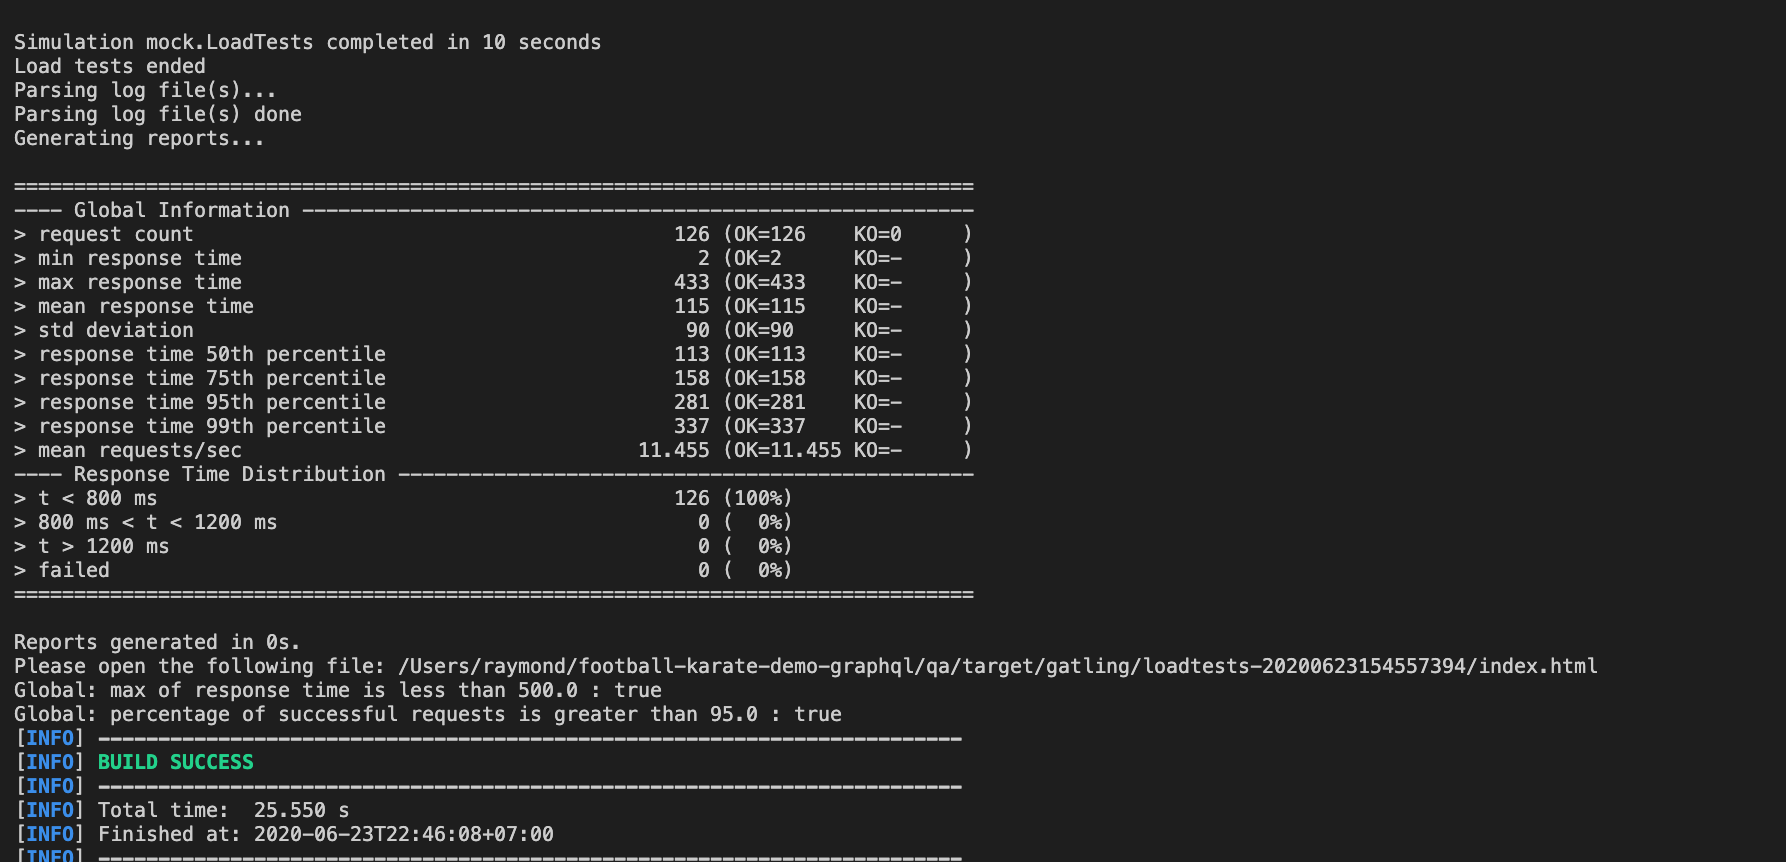 Simulation mock.LoadTests completed in 10 seconds
Load tests ended
Parsing log file(s)...
Parsing log file(s) done
Generating reports...
================================================================================
---- Global Information --------------------------------------------------------
> request count                                        126 (OK=126    KO=0     )
> min response time                                      2 (OK=2      KO=-     )
> max response time                                    433 (OK=433    KO=-     )
> mean response time                                   115 (OK=115    KO=-     )
> std deviation                                         90 (OK=90     KO=-     )
> response time 50th percentile                        113 (OK=113    KO=-     )
> response time 75th percentile                        158 (OK=158    KO=-     )
> response time 95th percentile                        281 (OK=281    KO=-     )
> response time 99th percentile                        337 (OK=337    KO=-     )
> mean requests/sec                                 11.455 (OK=11.455 KO=-     )
---- Response Time Distribution ------------------------------------------------
> t < 800 ms                                           126 (100%)
> 800 ms < t < 1200 ms                                   0 (  0%)
> t > 1200 ms                                            0 (  0%)
> failed                                                 0 (  0%)
================================================================================
Reports generated in 0s.
Please open the following file: /Users/raymond/football-karate-demo-graphql/qa/target/gatling/loadtests-20200623154557394/index.html
Global: max of response time is less than 500.0 : true
Global: percentage of successful requests is greater than 95.0 : true
[INFO] ------------------------------------------------------------------------
[INFO] BUILD SUCCESS
[INFO] ------------------------------------------------------------------------
[INFO] Total time:  25.550 s
[INFO] Finished at: 2020-06-23T22:46:08+07:00
[INFO] ------------------------------------------------------------------------